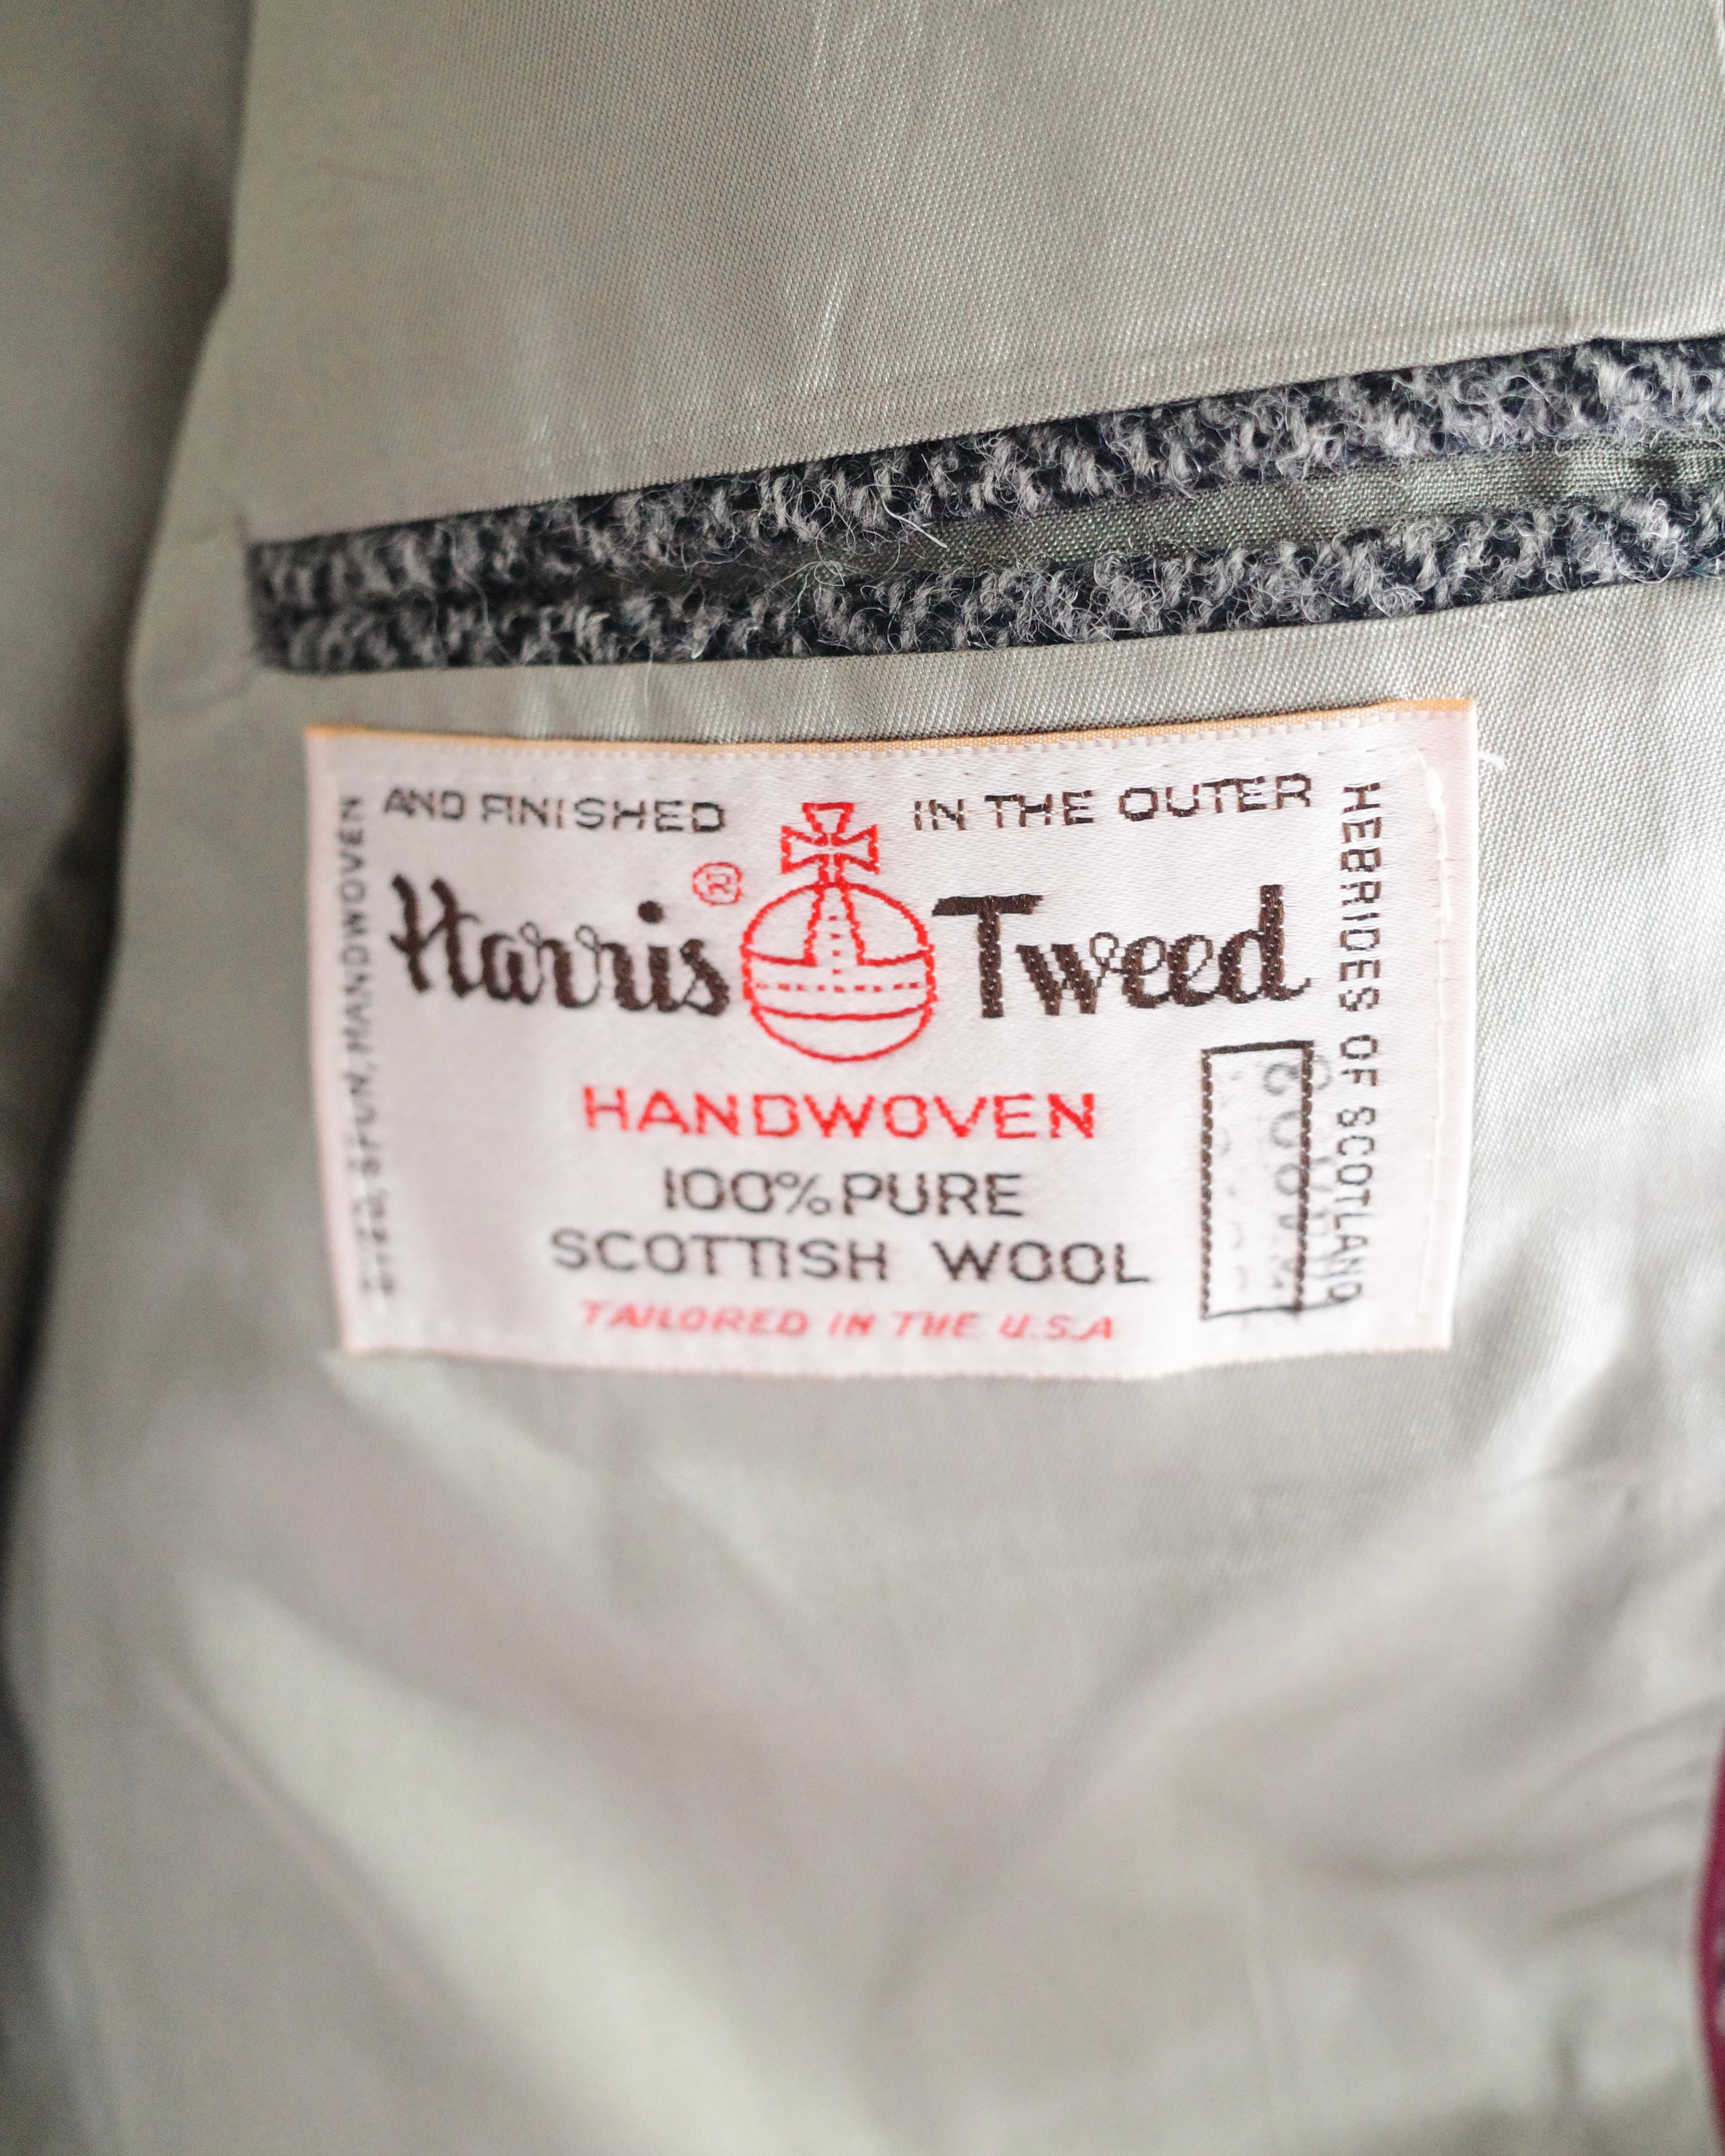 SPUN, HANDWOVEN
AND FINISHED
IN THE OUTER
HEBRIDES OF SCOTLAND
Harris ® Tweed
HANDWOVEN
100% PURE
SCOTTISH WOOL
TAILORED IN THE U.S.A